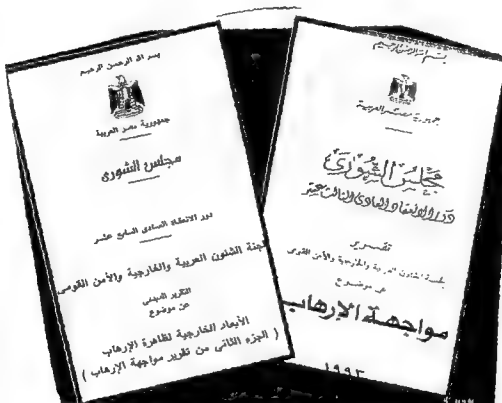 بسم الله الرحمن الرحيم
جمهورية مصر العربية
مجلس الشورى
دور الانعقاد العادى الثالث عشر
تقرير
لجنة الشئون العربية والخارجية والأمن القومى
عن موضوع
مواجهة الإرهاب
١٩٩٣
بسم الله الرحمن الرحيم
جمهورية مصر العربية
مجلس الشورى
دور الانعقاد العادى السابع عشر
لجنة الشئون العربية والخارجية والأمن القومى
التقرير المبدئى
عن موضوع
الأبعاد الخارجية لظاهرة الإرهاب
( الجزء الثانى من تقرير مواجهة الإرهاب )